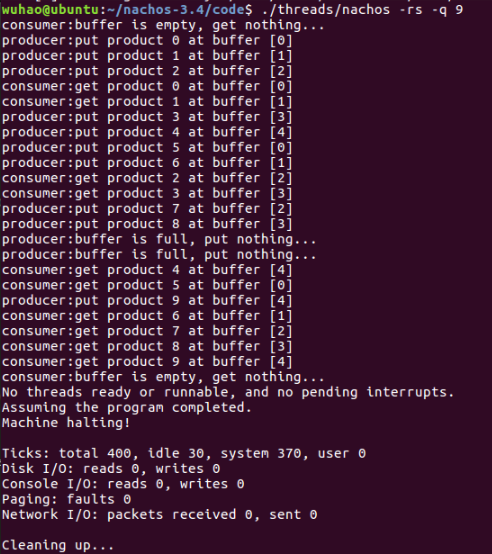 wuhao@ubuntu:~/nachos-3.4/code$ ./threads/nachos -rs -q 9
consumer:buffer is empty, get nothing...
producer:put product 0 at buffer [0]
producer:put product 1 at buffer [1]
producer:put product 2 at buffer [2]
consumer:get product 0 at buffer [0]
consumer:get product 1 at buffer [1]
producer:put product 3 at buffer [3]
producer:put product 4 at buffer [4]
producer:put product 5 at buffer [0]
producer:put product 6 at buffer [1]
consumer:get product 2 at buffer [2]
consumer:get product 3 at buffer [3]
producer:put product 7 at buffer [2]
producer:put product 8 at buffer [3]
producer:buffer is full, put nothing...
producer:buffer is full, put nothing...
consumer:get product 4 at buffer [4]
consumer:get product 5 at buffer [0]
producer:put product 9 at buffer [4]
consumer:get product 6 at buffer [1]
consumer:get product 7 at buffer [2]
consumer:get product 8 at buffer [3]
consumer:get product 9 at buffer [4]
consumer:buffer is empty, get nothing...
No threads ready or runnable, and no pending interrupts.
Assuming the program completed.
Machine halting!
Ticks: total 400, idle 30, system 370, user 0
Disk I/O: reads 0, writes 0
Console I/O: reads 0, writes 0
Paging: faults 0
Network I/O: packets received 0, sent 0
Cleaning up...